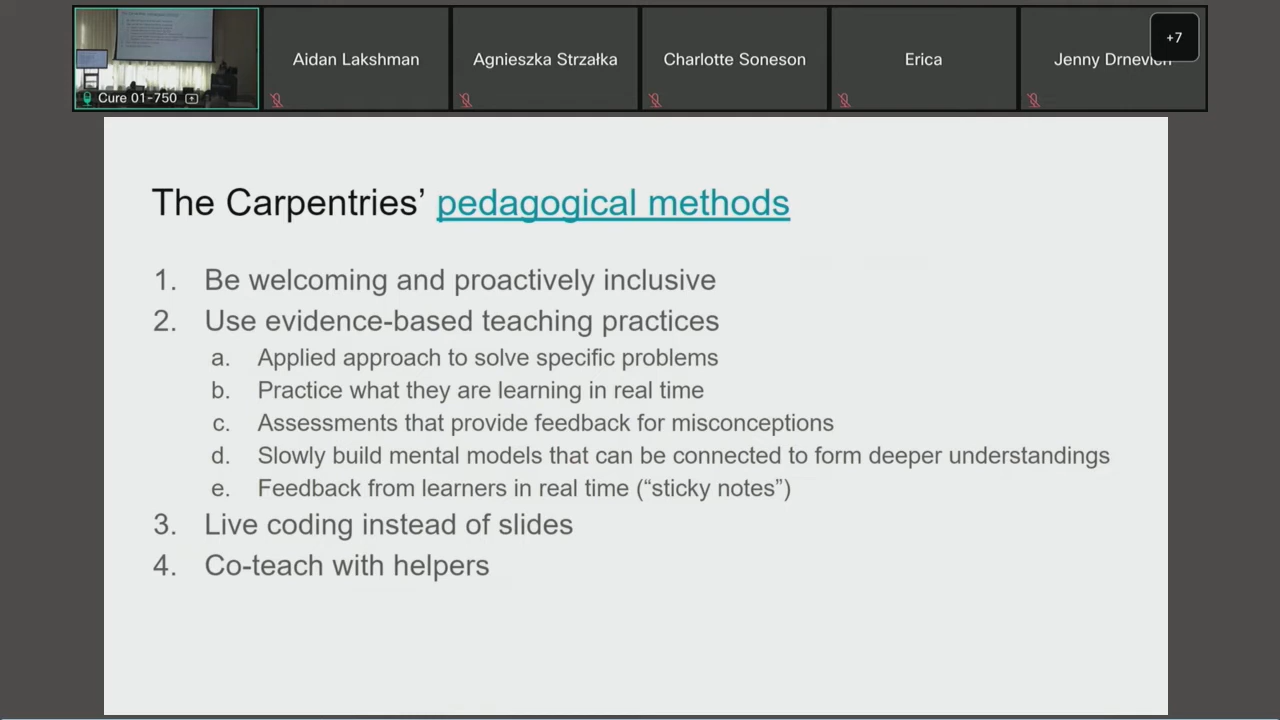 Cure 01-750
Aidan Lakshman
Agnieszka Strzałka
Charlotte Soneson
Erica
Jenny Drnevich
+7
The Carpentries’ pedagogical methods
1. Be welcoming and proactively inclusive
2. Use evidence-based teaching practices
a. Applied approach to solve specific problems
b. Practice what they are learning in real time
c. Assessments that provide feedback for misconceptions
d. Slowly build mental models that can be connected to form deeper understandings
e. Feedback from learners in real time (“sticky notes”)
3. Live coding instead of slides
4. Co-teach with helpers